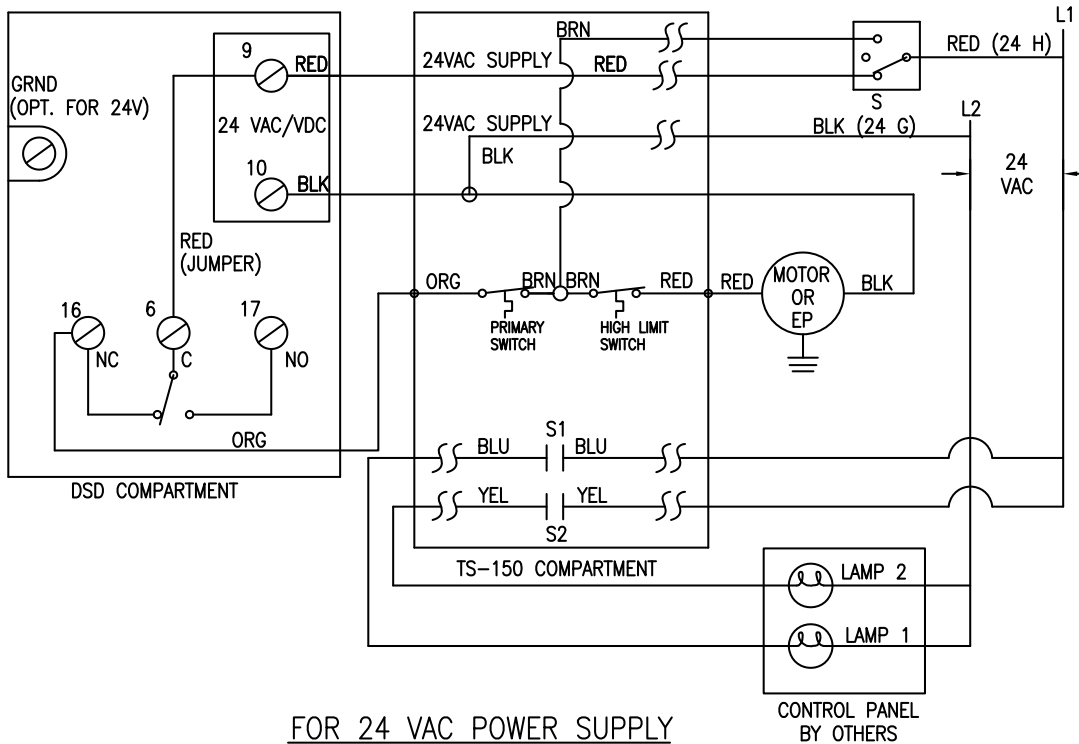 L1
BRN
RED (24 H)
9
RED
24VAC SUPPLY
RED
GRND
(OPT. FOR 24V)
S
L2
24 VAC/VDC
24VAC SUPPLY
BLK (24 G)
BLK
24
VAC
10
BLK
RED
(JUMPER)
ORG
BRN
BRN
RED
RED
MOTOR
OR
EP
BLK
16
6
17
PRIMARY
SWITCH
HIGH LIMIT
SWITCH
NC
C
NO
ORG
S1
BLU
BLU
DSD COMPARTMENT
YEL
YEL
S2
TS-150 COMPARTMENT
LAMP 2
LAMP 1
CONTROL PANEL
BY OTHERS
FOR 24 VAC POWER SUPPLY